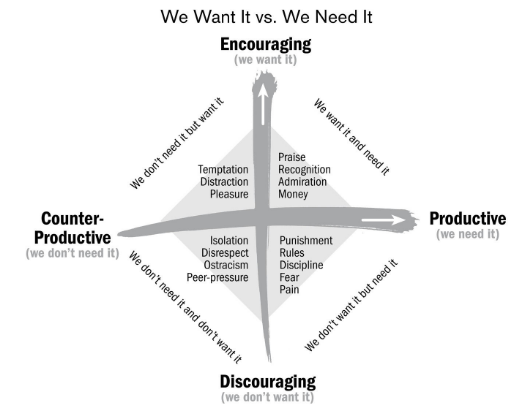 We Want It vs. We Need It
Encouraging
(we want it)
We don't need it but want it
We want it and need it
Temptation
Distraction
Pleasure
Praise
Recognition
Admiration
Money
Counter-
Productive
(we don't need it)
Productive
(we need it)
Isolation
Disrespect
Ostracism
Peer-pressure
Punishment
Rules
Discipline
Fear
Pain
We don't need it and don't want it
We don't want it but need it
Discouraging
(we don't want it)